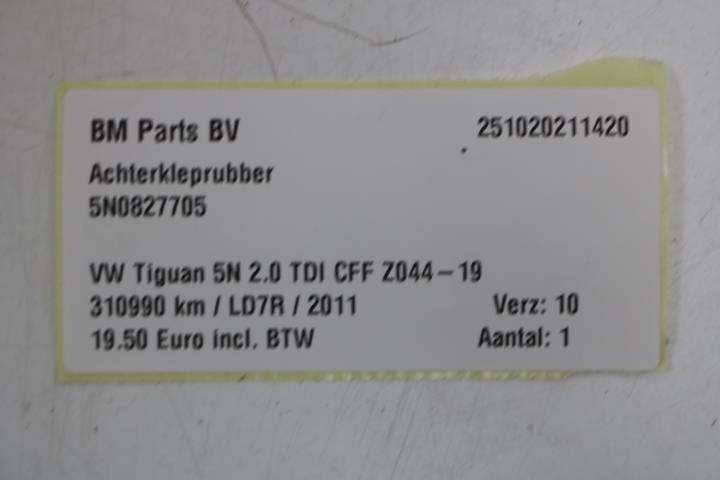 BM Parts BV 251020211420
Achterkleprubber
5N0827705
VW Tiguan 5N 2.0 TDI CFF Z044-19
310990 km / LD7R / 2011 Verz: 10
19.50 Euro incl. BTW Aantal: 1